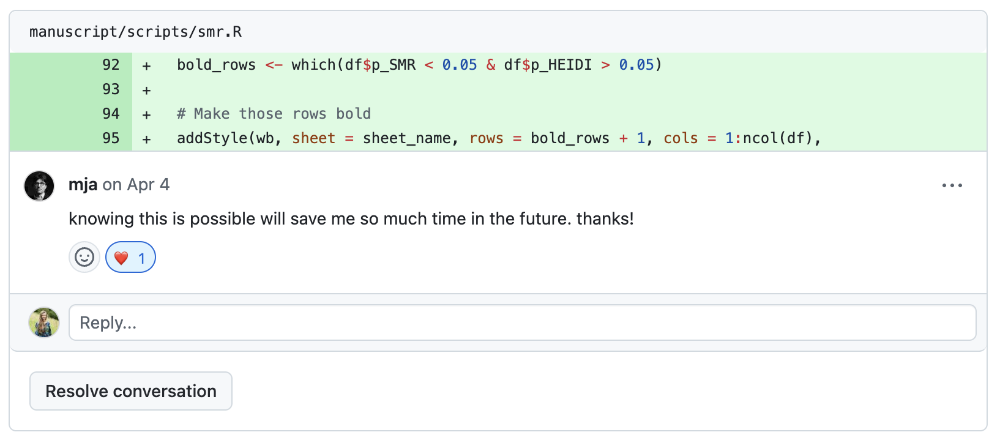 manuscript/scripts/smr.R
92 + bold_rows <- which(df$p_SMR < 0.05 & df$p_HEIDI > 0.05)
93 +
94 + # Make those rows bold
95 + addStyle(wb, sheet = sheet_name, rows = bold_rows + 1, cols = 1:ncol(df),
mja on Apr 4
knowing this is possible will save me so much time in the future. thanks!
1
Reply...
Resolve conversation